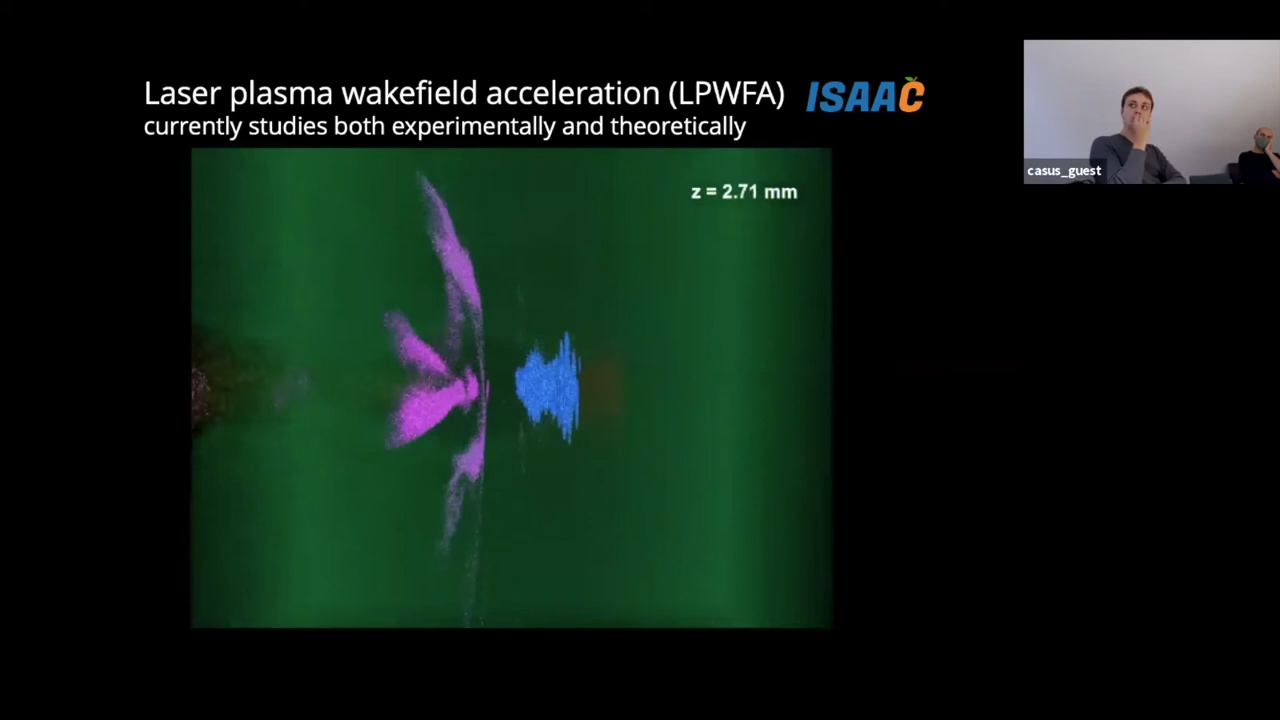 Laser plasma wakefield acceleration (LPWFA)
ISAAC
currently studies both experimentally and theoretically
z = 2.71 mm
casus_guest